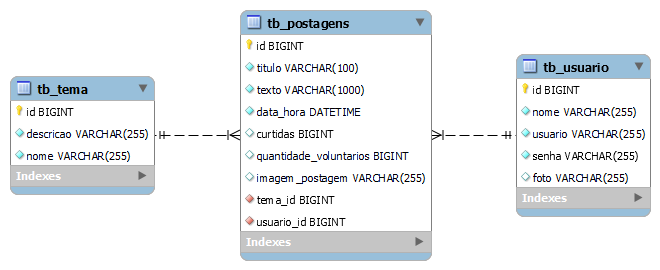 tb_tema
id BIGINT
descricao VARCHAR(255)
nome VARCHAR(255)
Indexes
tb_postagens
id BIGINT
titulo VARCHAR(100)
texto VARCHAR(1000)
data_hora DATETIME
curtidas BIGINT
quantidade_voluntarios BIGINT
imagem_postagem VARCHAR(255)
tema_id BIGINT
usuario_id BIGINT
Indexes
tb_usuario
id BIGINT
nome VARCHAR(255)
usuario VARCHAR(255)
senha VARCHAR(255)
foto VARCHAR(255)
Indexes